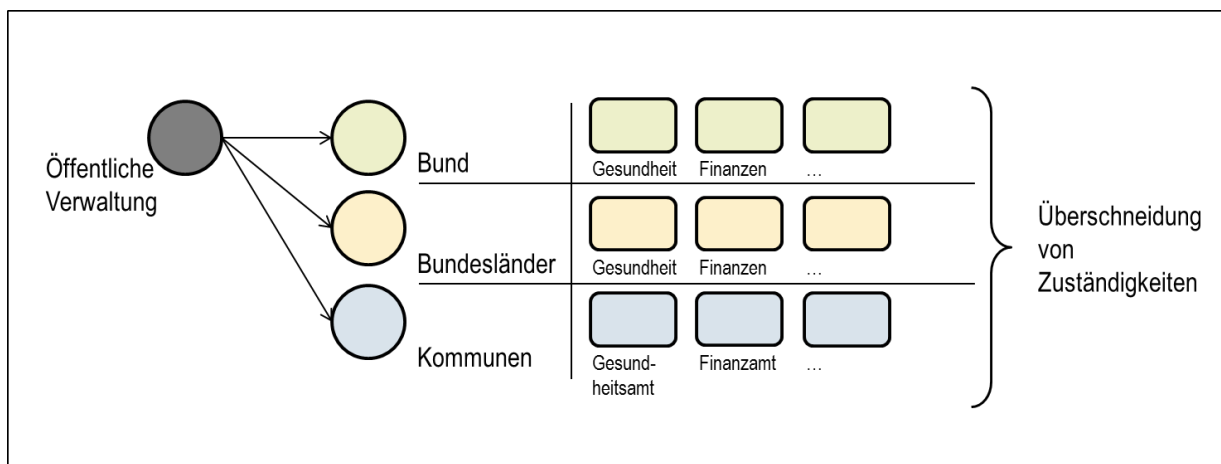 Öffentliche
Verwaltung
Bund
Gesundheit
Finanzen
…
Bundesländer
Gesundheit
Finanzen
…
Kommunen
Gesund-
heitsamt
Finanzamt
…
Überschneidung
von
Zuständigkeiten